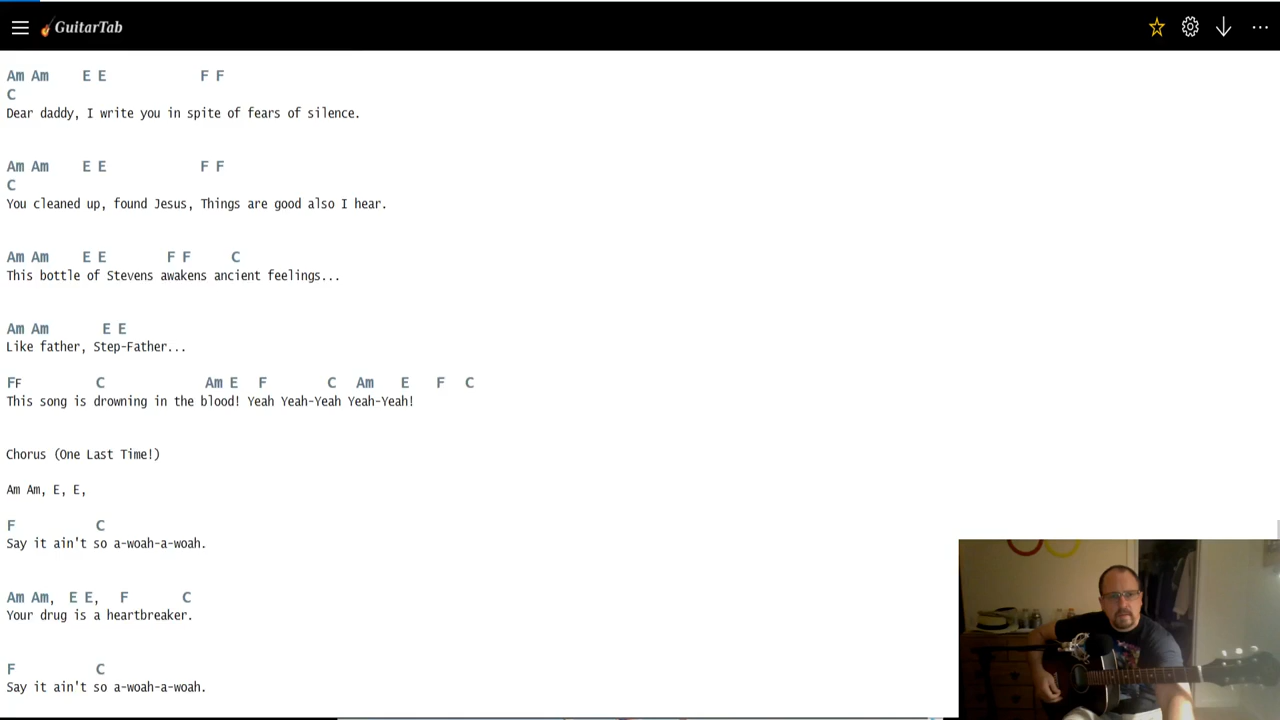 GuitarTab
Am Am E E F F
C
Dear daddy, I write you in spite of fears of silence.
Am Am E E F F
C
You cleaned up, found Jesus, Things are good also I hear.
Am Am E E F F C
This bottle of Stevens awakens ancient feelings...
Am Am E E
Like father, Step-Father...
FF C Am E F C Am E F C
This song is drowning in the blood! Yeah Yeah-Yeah Yeah-Yeah!
Chorus (One Last Time!)
Am Am, E, E,
F C
Say it ain't so a-woah-a-woah.
Am Am, E E, F C
Your drug is a heartbreaker.
F C
Say it ain't so a-woah-a-woah.